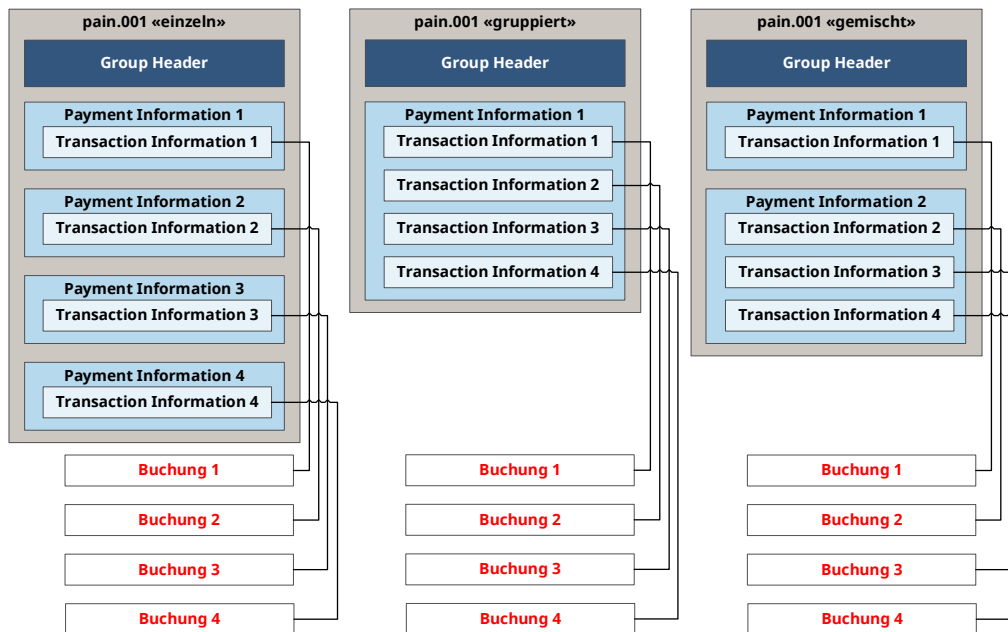 pain.001 «einzeln»
Group Header
Payment Information 1
Transaction Information 1
Payment Information 2
Transaction Information 2
Payment Information 3
Transaction Information 3
Payment Information 4
Transaction Information 4
Buchung 1
Buchung 2
Buchung 3
Buchung 4
pain.001 «gruppiert»
Group Header
Payment Information 1
Transaction Information 1
Transaction Information 2
Transaction Information 3
Transaction Information 4
Buchung 1
Buchung 2
Buchung 3
Buchung 4
pain.001 «gemischt»
Group Header
Payment Information 1
Transaction Information 1
Payment Information 2
Transaction Information 2
Transaction Information 3
Transaction Information 4
Buchung 1
Buchung 2
Buchung 3
Buchung 4